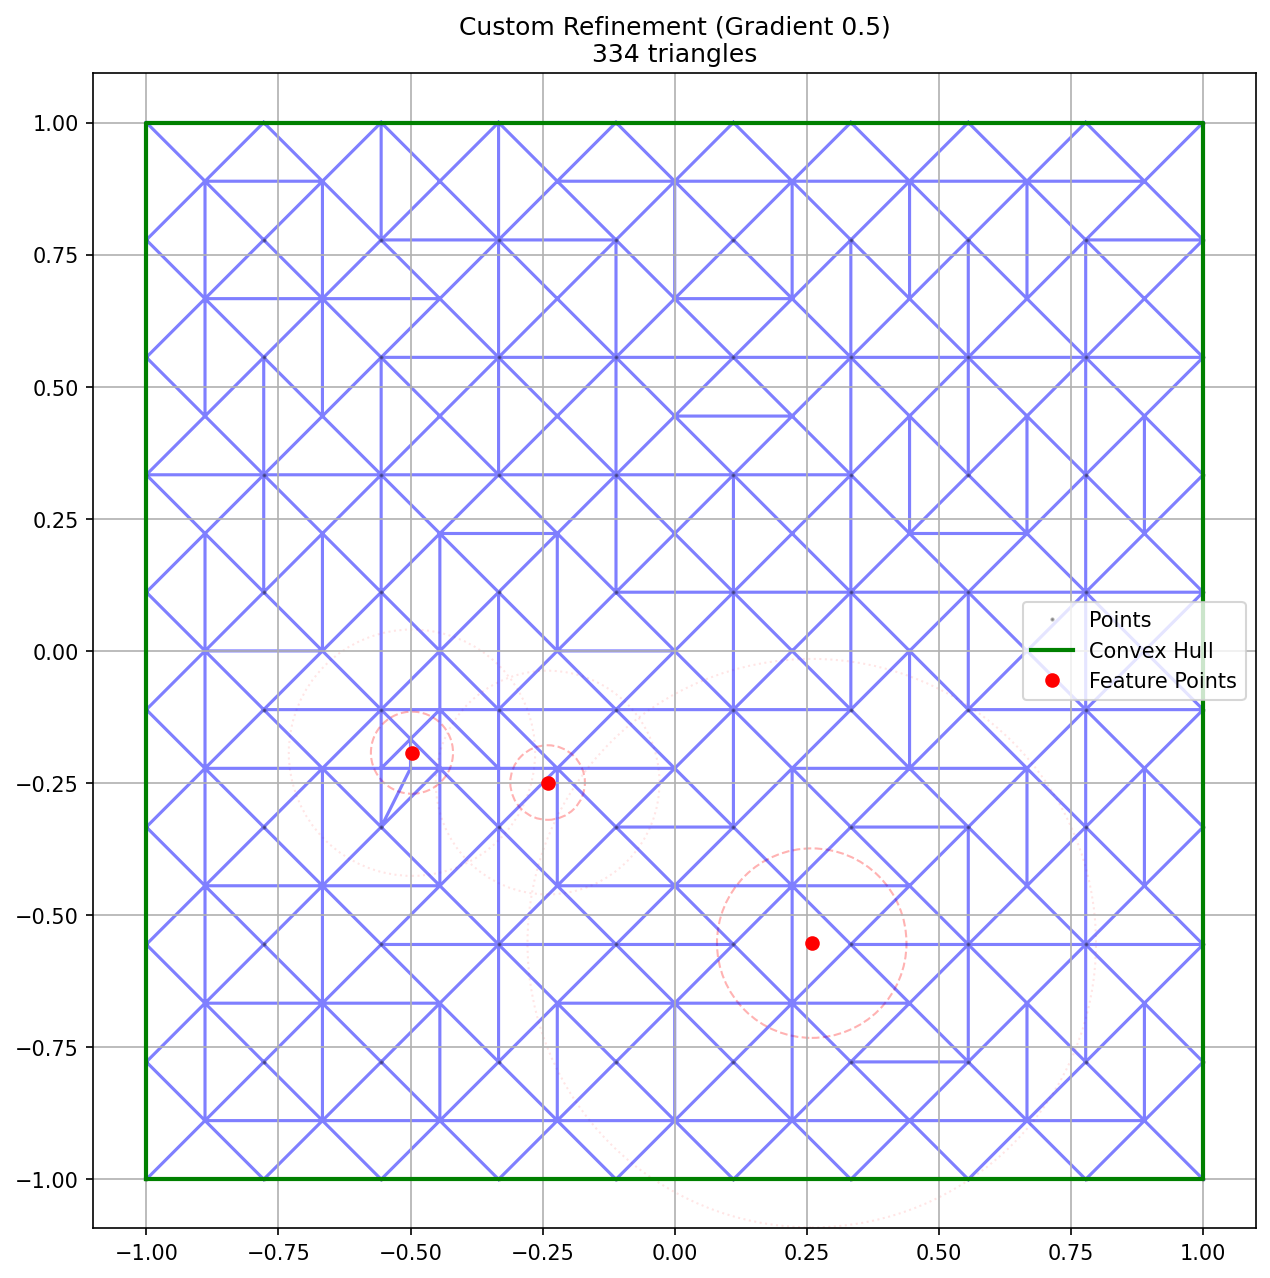 Custom Refinement (Gradient 0.5)
334 triangles
1.00
0.75
0.50
0.25
0.00
−0.25
−0.50
−0.75
−1.00
Points
Convex Hull
Feature Points
−1.00 −0.75 −0.50 −0.25 0.00 0.25 0.50 0.75 1.00